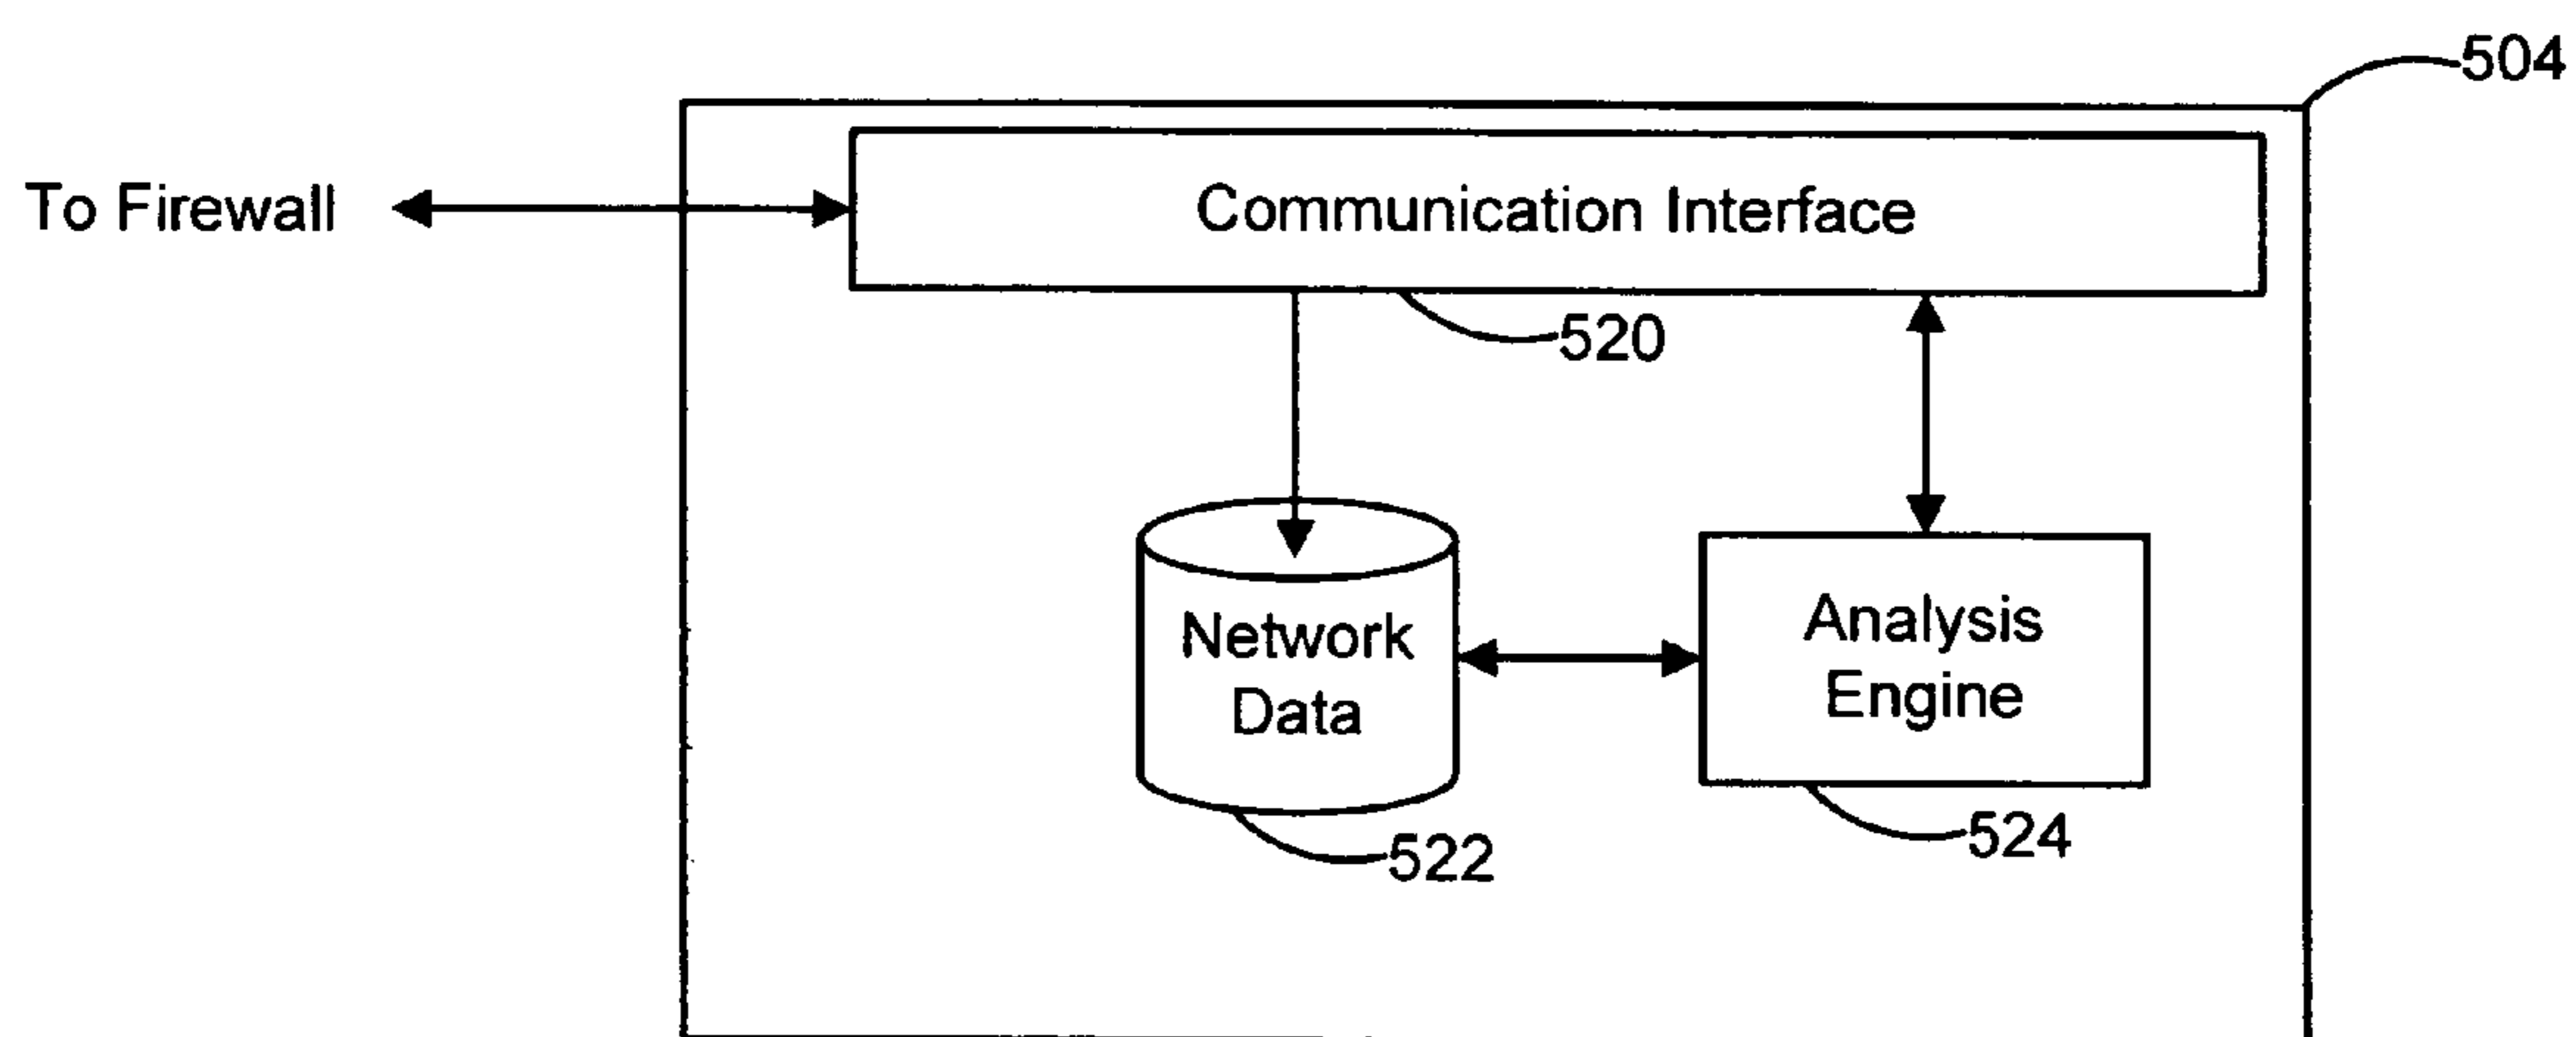 504
To Firewall
Communication Interface
520
Network
Data
Analysis
Engine
522
524